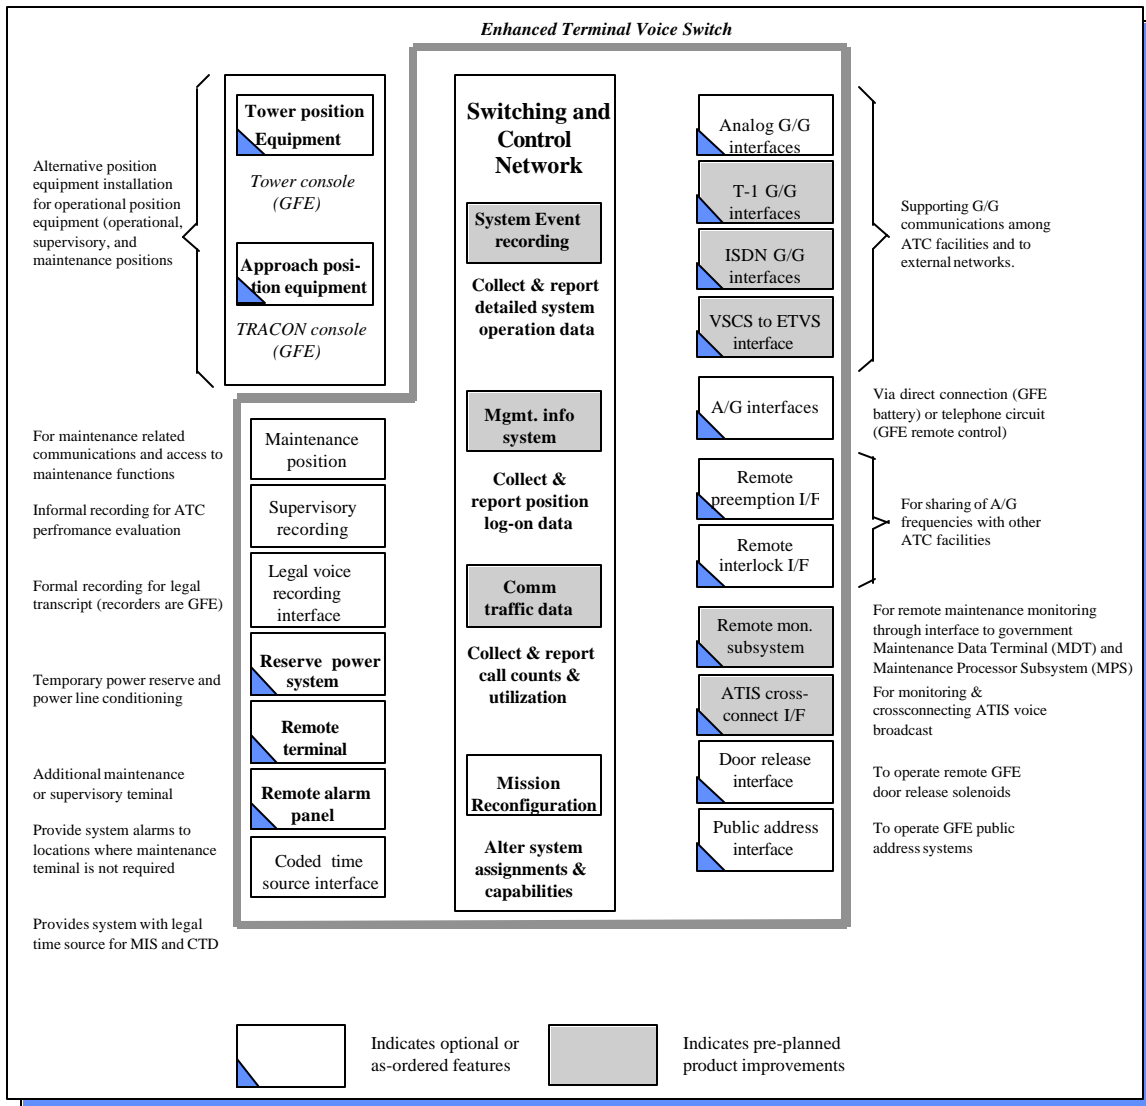 Enhanced Terminal Voice Switch
Alternative position
equipment installation
for operational position
equipment (operational,
supervisory, and
maintenance positions
Tower position
Equipment
Tower console
(GFE)
Approach posi-
tion equipment
TRACON console
(GFE)
For maintenance related
communications and access to
maintenance functions
Informal recording for ATC
perfromance evaluation
Formal recording for legal
transcript (recorders are GFE)
Temporary power reserve and
power line conditioning
Additional maintenance
or supervisory teminal
Provide system alarms to
locations where maintenance
teminal is not required
Provides system with legal
time source for MIS and CTD
Maintenance
position
Supervisory
recording
Legal voice
recording
interface
Reserve power
system
Remote
terminal
Remote alarm
panel
Coded time
source interface
Switching and
Control
Network
System Event
recording
Collect & report
detailed system
operation data
Mgmt. info
system
Collect &
report position
log-on data
Comm
traffic data
Collect & report
call counts &
utilization
Mission
Reconfiguration
Alter system
assignments &
capabilities
Analog G/G
interfaces
T-1 G/G
interfaces
ISDN G/G
interfaces
VSCS to ETVS
interface
A/G interfaces
Remote
preemption I/F
Remote
interlock I/F
Remote mon.
subsystem
ATIS cross-
connect I/F
Door release
interface
Public address
interface
Supporting G/G
communications among
ATC facilities and to
external networks.
Via direct connection (GFE
battery) or telephone circuit
(GFE remote control)
For sharing of A/G
frequencies with other
ATC facilities
For remote maintenance monitoring
through interface to government
Maintenance Data Terminal (MDT) and
Maintenance Processor Subsystem (MPS)
For monitoring &
crossconnecting ATIS voice
broadcast
To operate remote GFE
door release solenoids
To operate GFE public
address systems
Indicates optional or
as-ordered features
Indicates pre-planned
product improvements